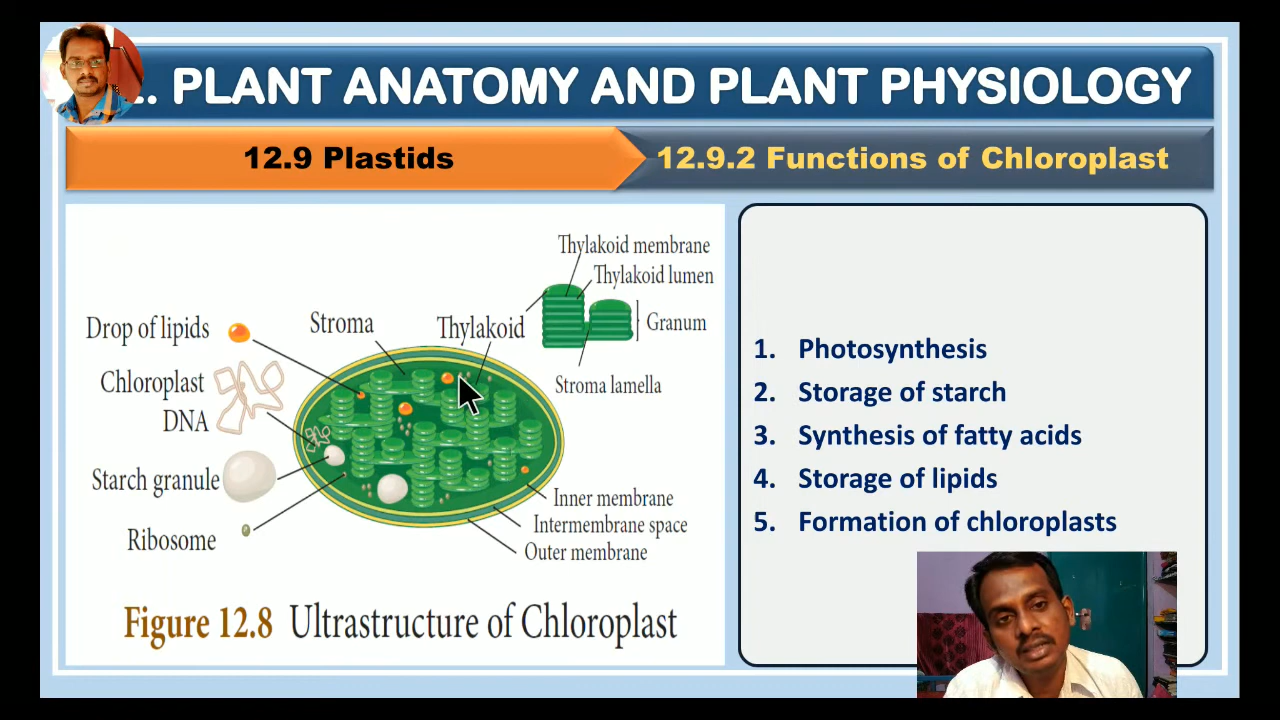 .. PLANT ANATOMY AND PLANT PHYSIOLOGY
12.9 Plastids
12.9.2 Functions of Chloroplast
Thylakoid membrane
Thylakoid lumen
Drop of lipids
Stroma
Thylakoid
Granum
Chloroplast
DNA
Stroma lamella
Starch granule
Inner membrane
Intermembrane space
Ribosome
Outer membrane
Figure 12.8 Ultrastructure of Chloroplast
1. Photosynthesis
2. Storage of starch
3. Synthesis of fatty acids
4. Storage of lipids
5. Formation of chloroplasts